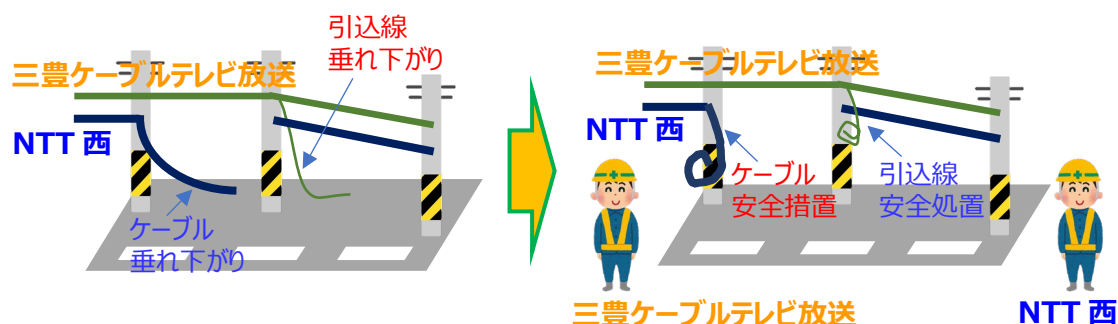 引込線
垂れ下がり
三豊ケーブルテレビ放送
NTT 西
ケーブル
垂れ下がり
三豊ケーブルテレビ放送
NTT 西
ケーブル
安全措置
引込線
安全処置
三豊ケーブルテレビ放送
NTT 西